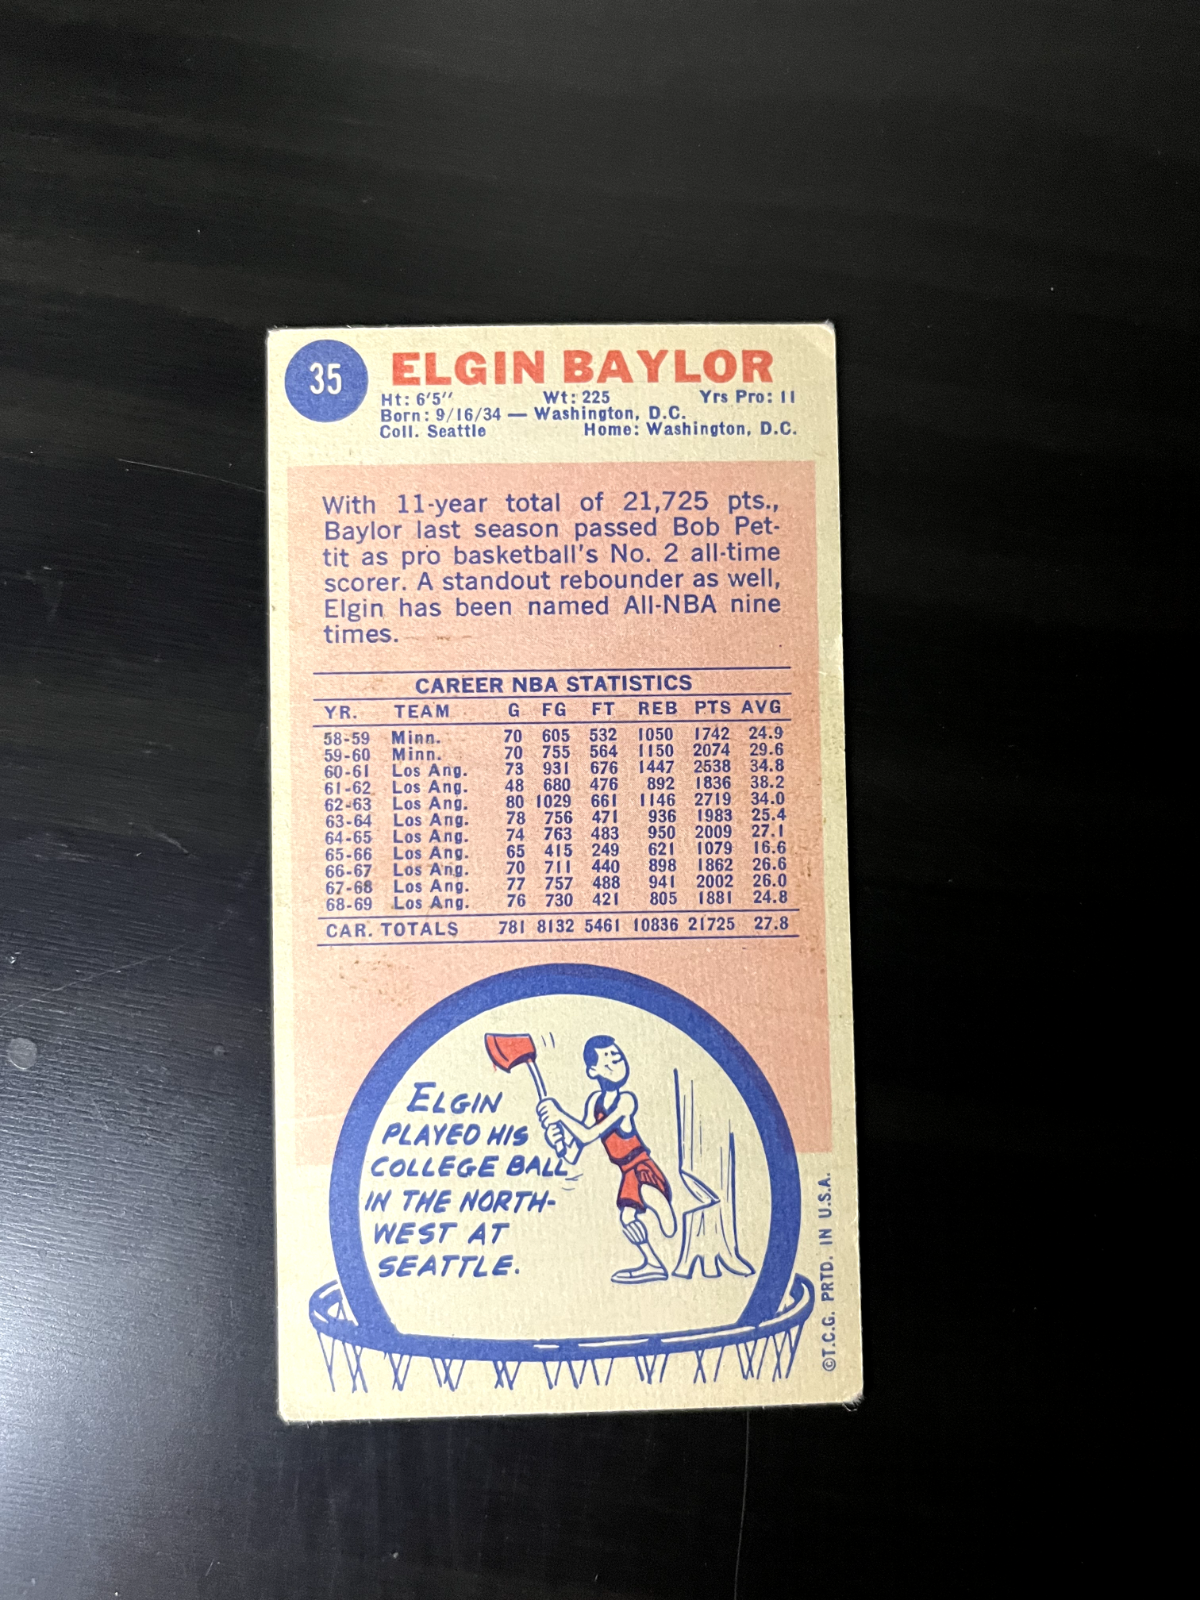 35
ELGIN BAYLOR
Ht: 6'5" Wt: 225 Yrs Pro: 11
Born: 9/16/34 — Washington, D.C.
Coll. Seattle Home: Washington, D.C.
With 11-year total of 21,725 pts.,
Baylor last season passed Bob Pet-
tit as pro basketball's No. 2 all-time
scorer. A standout rebounder as well,
Elgin has been named All-NBA nine
times.
CAREER NBA STATISTICS
YR. TEAM G FG FT REB PTS AVG
58-59 Minn. 70 605 532 1050 1742 24.9
59-60 Minn. 70 755 564 1150 2074 29.6
60-61 Los Ang. 73 931 676 1447 2538 34.8
61-62 Los Ang. 48 680 476 892 1836 38.2
62-63 Los Ang. 80 1029 661 1146 2719 34.0
63-64 Los Ang. 78 756 471 936 1983 25.4
64-65 Los Ang. 74 763 483 950 2009 27.1
65-66 Los Ang. 65 415 249 621 1079 16.6
66-67 Los Ang. 70 711 440 898 1862 26.6
67-68 Los Ang. 77 757 488 941 2002 26.0
68-69 Los Ang. 76 730 421 805 1881 24.8
CAR. TOTALS 781 8132 5461 10836 21725 27.8
ELGIN
PLAYED HIS
COLLEGE BALL
IN THE NORTH-
WEST AT
SEATTLE.
©T.C.G. PRTD. IN U.S.A.